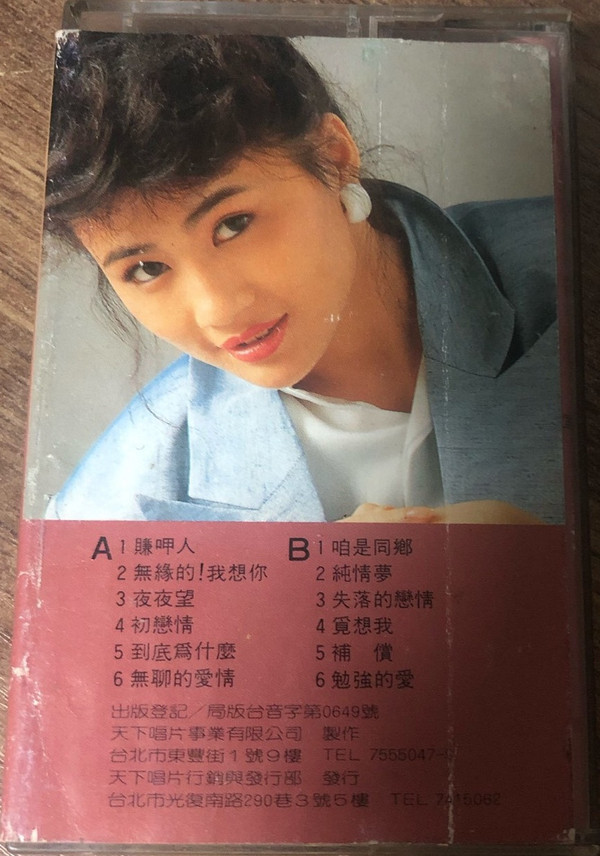 A 1 賺呷人
2 無緣的!我想你
3 夜夜望
4 初戀情
5 到底爲什麼
6 無聊的愛情
B 1 咱是同鄉
2 純情夢
3 失落的戀情
4 覓想我
5 補 償
6 勉強的愛
出版登記／局版台音字第0649號
天下唱片事業有限公司 製作
台北市東豐街1號9樓 TEL 7555047-
天下唱片行銷與發行部 發行
台北市光復南路290巷3號5樓 TEL 7415062